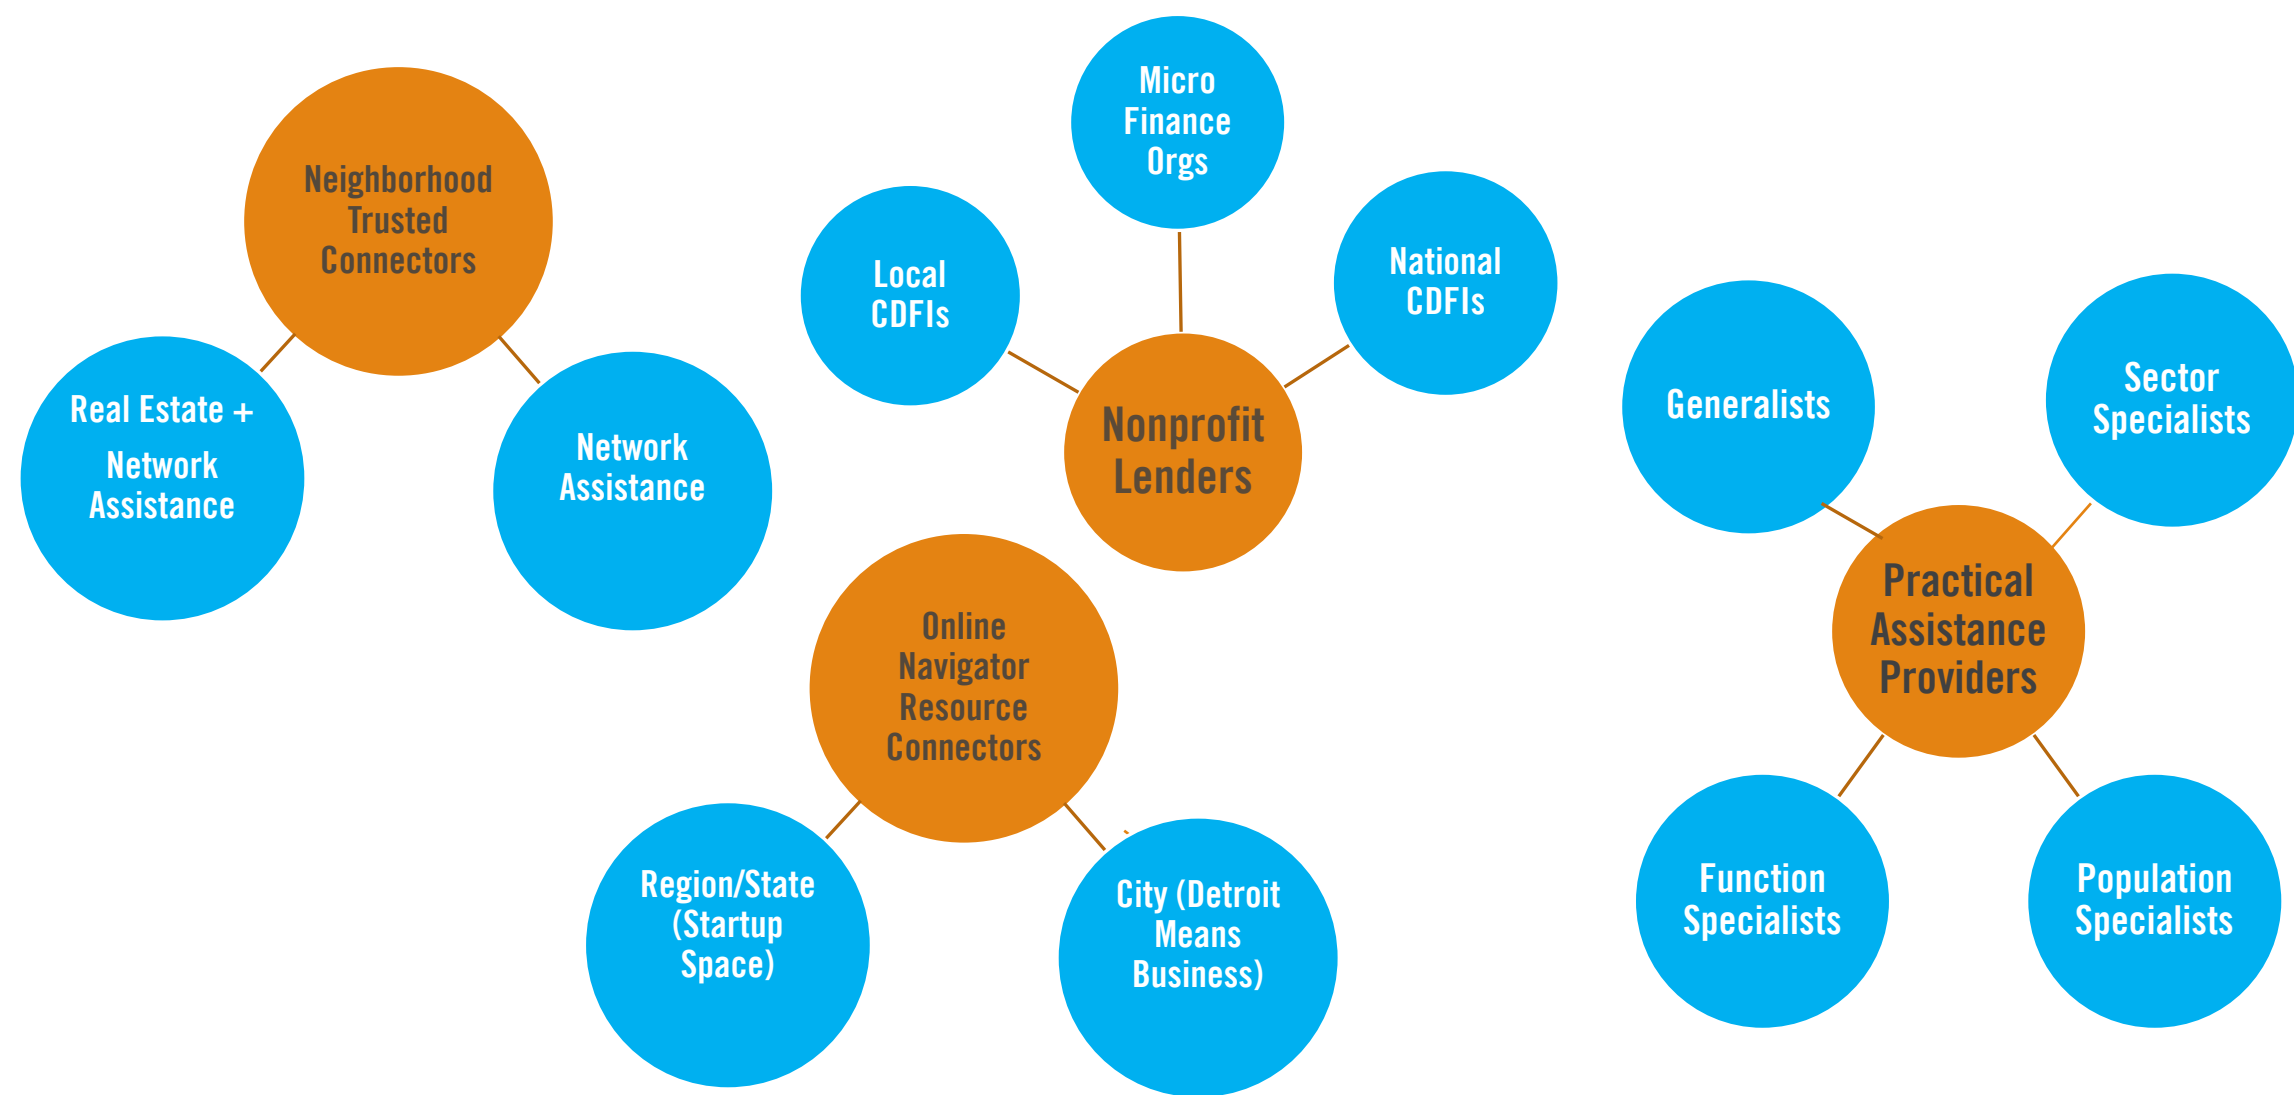 Neighborhood
Trusted
Connectors
Real Estate +
Network
Assistance
Network
Assistance
Micro
Finance
Orgs
Local
CDFIs
National
CDFIs
Nonprofit
Lenders
Online
Navigator
Resource
Connectors
Region/State
(Startup
Space)
City (Detroit
Means
Business)
Generalists
Sector
Specialists
Practical
Assistance
Providers
Function
Specialists
Population
Specialists